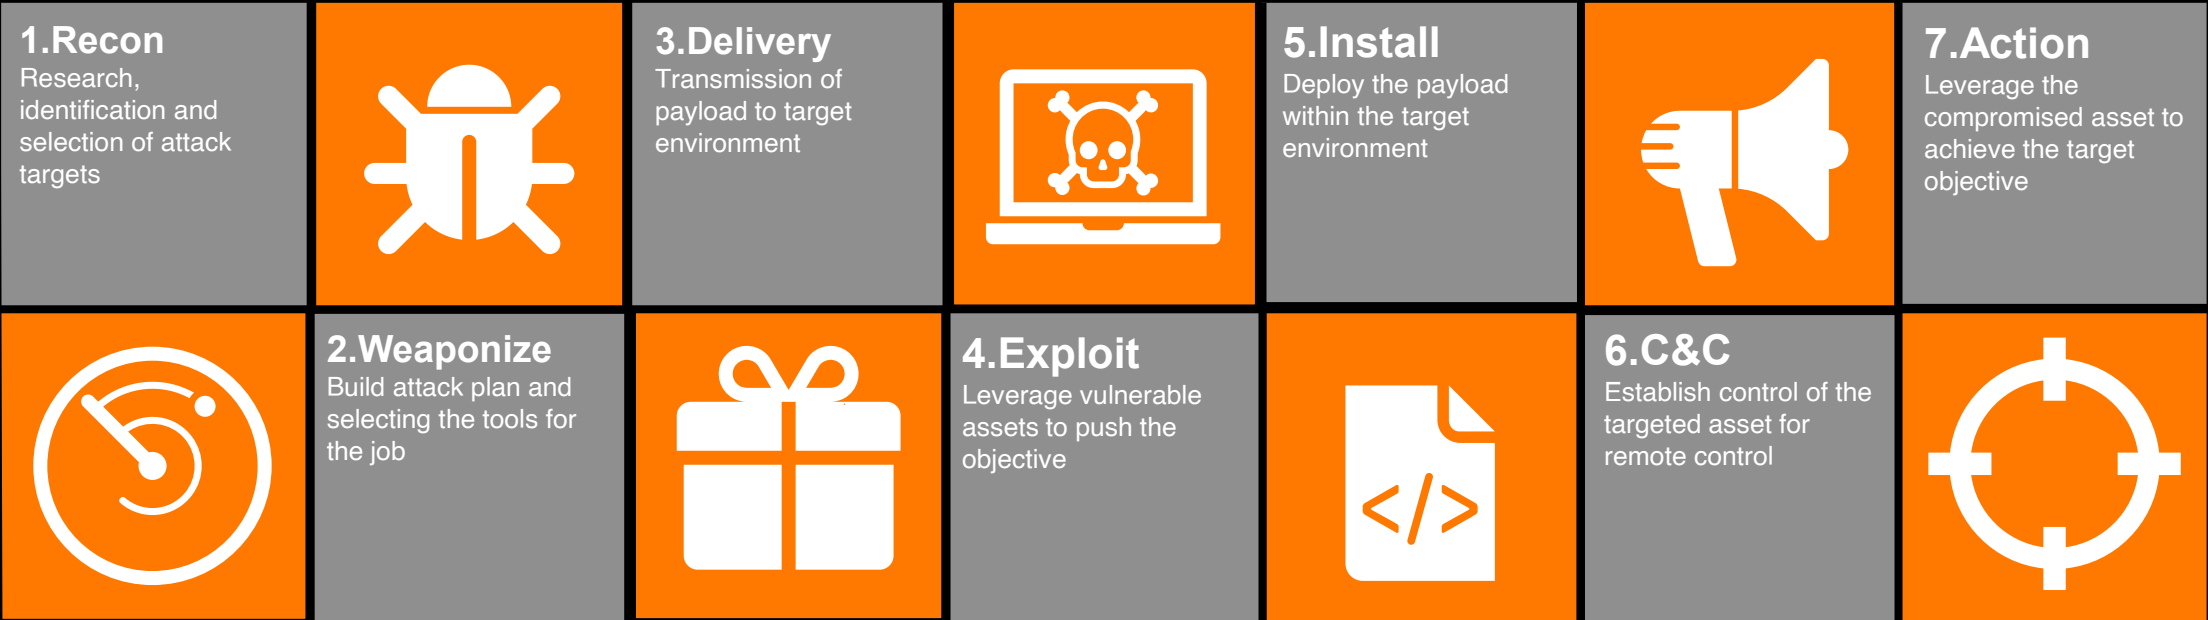 1.Recon
Research,
identification and
selection of attack
targets
2.Weaponize
Build attack plan and
selecting the tools for
the job
3.Delivery
Transmission of
payload to target
environment
4.Exploit
Leverage vulnerable
assets to push the
objective
5.Install
Deploy the payload
within the target
environment
6.C&C
Establish control of the
targeted asset for
remote control
7.Action
Leverage the
compromised asset to
achieve the target
objective